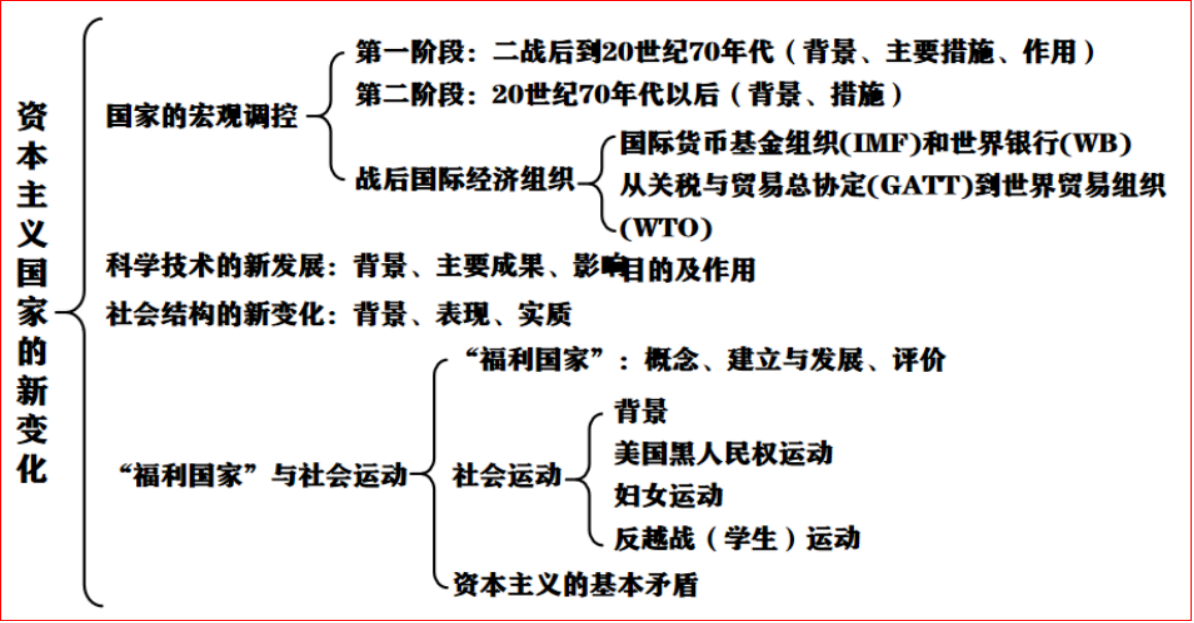 资本主义国家的新变化
国家的宏观调控
第一阶段：二战后到20世纪70年代（背景、主要措施、作用）
第二阶段：20世纪70年代以后（背景、措施）
战后国际经济组织
国际货币基金组织(IMF)和世界银行(WB)
从关税与贸易总协定(GATT)到世界贸易组织
(WTO)
目的及作用
科学技术的新发展：背景、主要成果、影响
社会结构的新变化：背景、表现、实质
“福利国家”与社会运动
“福利国家”：概念、建立与发展、评价
社会运动
背景
美国黑人民权运动
妇女运动
反越战（学生）运动
资本主义的基本矛盾